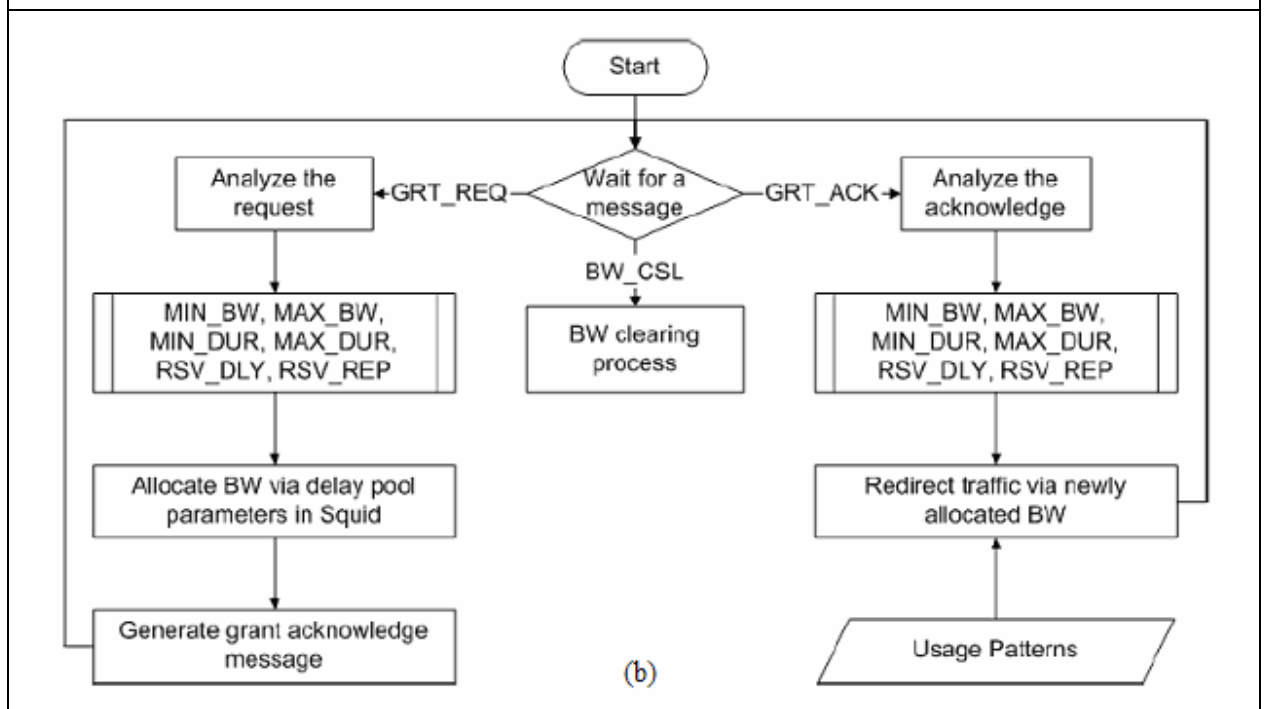 Start
Wait for a
message
GRT_REQ
GRT_ACK
BW_CSL
Analyze the
request
MIN_BW, MAX_BW,
MIN_DUR, MAX_DUR,
RSV_DLY, RSV_REP
Allocate BW via delay pool
parameters in Squid
Generate grant acknowledge
message
BW clearing
process
Analyze the
acknowledge
MIN_BW, MAX_BW,
MIN_DUR, MAX_DUR,
RSV_DLY, RSV_REP
Redirect traffic via newly
allocated BW
Usage Patterns
(b)